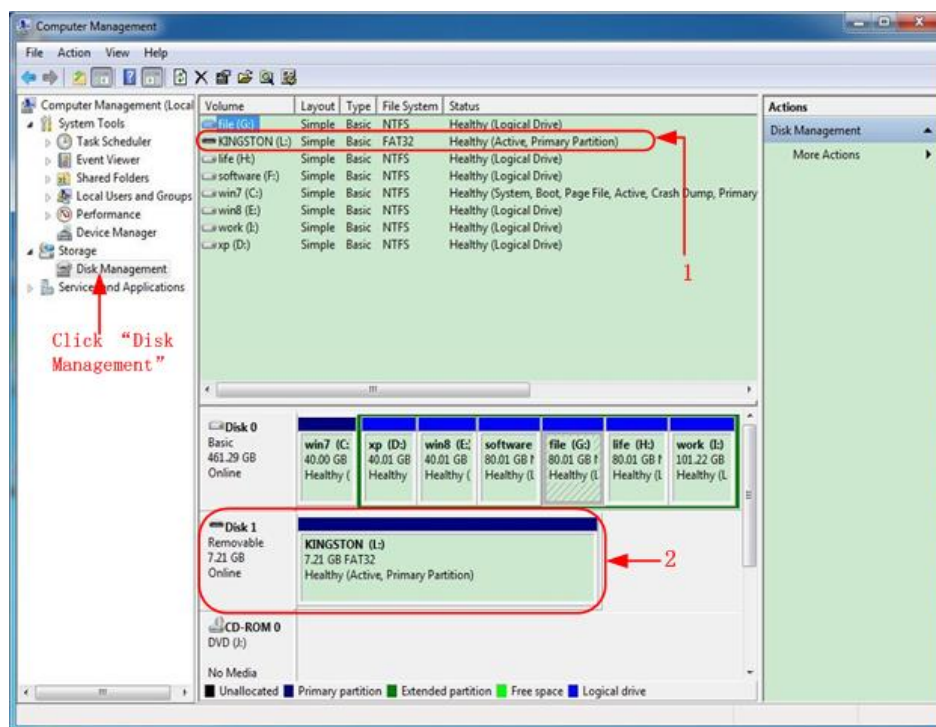 Computer Management
File Action View Help
Computer Management (Local
System Tools
Task Scheduler
Event Viewer
Shared Folders
Local Users and Groups
Performance
Device Manager
Storage
Disk Management
Services and Applications
Click “Disk
Management”
Volume Layout Type File System Status
file (G:) Simple Basic NTFS Healthy (Logical Drive)
KINGSTON (L:) Simple Basic FAT32 Healthy (Active, Primary Partition)
life (H:) Simple Basic NTFS Healthy (Logical Drive)
software (F:) Simple Basic NTFS Healthy (Logical Drive)
win7 (C:) Simple Basic NTFS Healthy (System, Boot, Page File, Active, Crash Dump, Primary
win8 (E:) Simple Basic NTFS Healthy (Logical Drive)
work (I:) Simple Basic NTFS Healthy (Logical Drive)
xp (D:) Simple Basic NTFS Healthy (Logical Drive)
1
Actions
Disk Management
More Actions
Disk 0
Basic
461.29 GB
Online
win7 (C: xp (D:) win8 (E: software file (G:) life (H:) work (I:)
40.00 GB 40.01 GB 40.01 GB 80.01 GB 80.01 GB 80.01 GB 101.22 GB
Healthy ( Healthy Healthy ( Healthy (L Healthy (L Healthy (L Healthy (L
Disk 1
Removable
7.21 GB
Online
KINGSTON (L:)
7.21 GB FAT32
Healthy (Active, Primary Partition)
2
CD-ROM 0
DVD (J:)
No Media
Unallocated Primary partition Extended partition Free space Logical drive